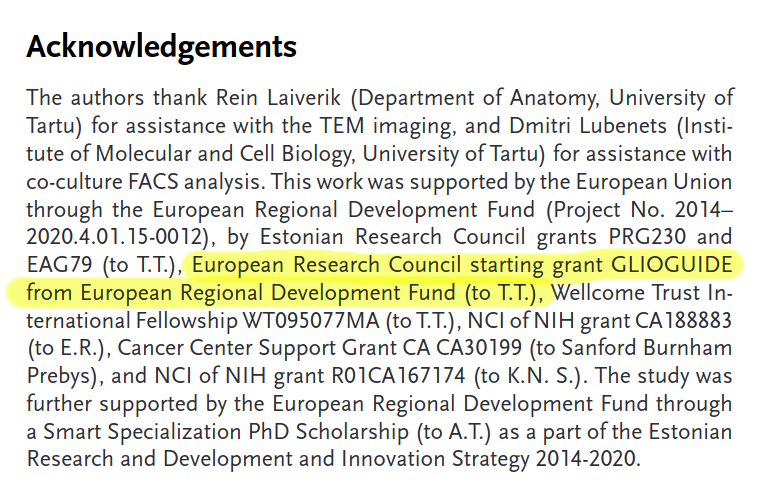 Acknowledgements
The authors thank Rein Laiverik (Department of Anatomy, University of
Tartu) for assistance with the TEM imaging, and Dmitri Lubenets (Insti-
tute of Molecular and Cell Biology, University of Tartu) for assistance with
co-culture FACS analysis. This work was supported by the European Union
through the European Regional Development Fund (Project No. 2014–
2020.4.01.15-0012), by Estonian Research Council grants PRG230 and
EAG79 (to T.T.), European Research Council starting grant GLIOGUIDE
from European Regional Development Fund (to T.T.), Wellcome Trust In-
ternational Fellowship WT095077MA (to T.T.), NCI of NIH grant CA188883
(to E.R.), Cancer Center Support Grant CA CA30199 (to Sanford Burnham
Prebys), and NCI of NIH grant R01CA167174 (to K.N. S.). The study was
further supported by the European Regional Development Fund through
a Smart Specialization PhD Scholarship (to A.T.) as a part of the Estonian
Research and Development and Innovation Strategy 2014-2020.